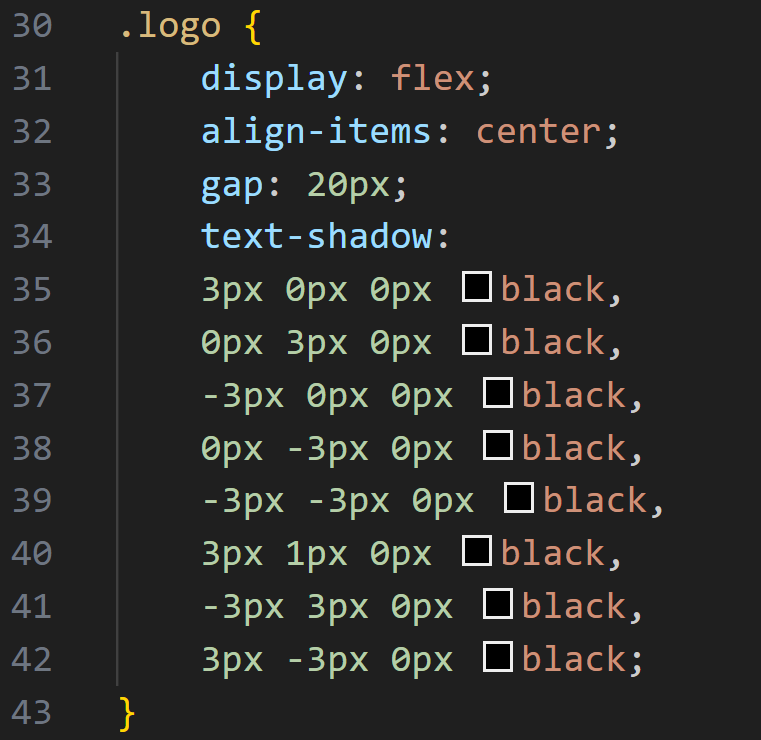 30 .logo {
31 display: flex;
32 align-items: center;
33 gap: 20px;
34 text-shadow:
35 3px 0px 0px black,
36 0px 3px 0px black,
37 -3px 0px 0px black,
38 0px -3px 0px black,
39 -3px -3px 0px black,
40 3px 1px 0px black,
41 -3px 3px 0px black,
42 3px -3px 0px black;
43 }